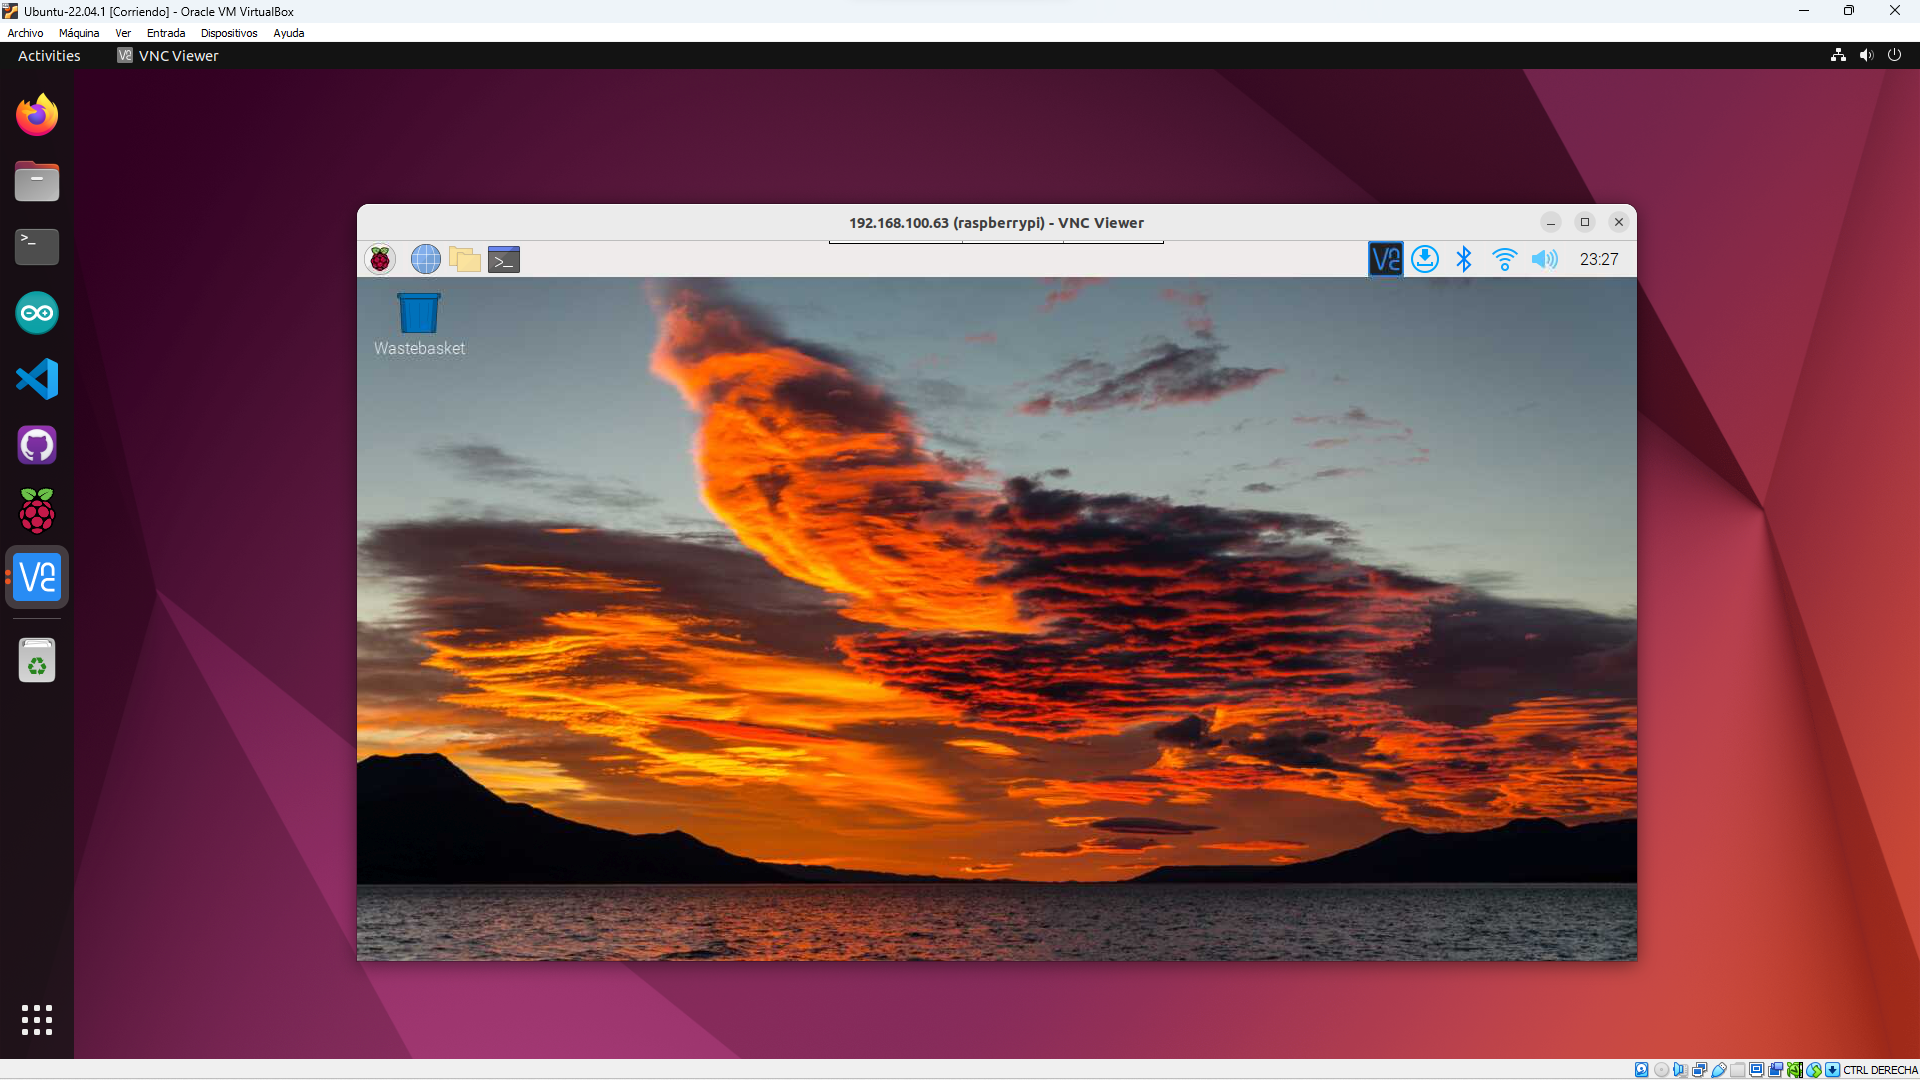 Ubuntu-22.04.1 [Corriendo] - Oracle VM VirtualBox
Archivo Máquina Ver Entrada Dispositivos Ayuda
Activities VNC Viewer
192.168.100.63 (raspberrypi) - VNC Viewer
23:27
Wastebasket
CTRL DERECHA